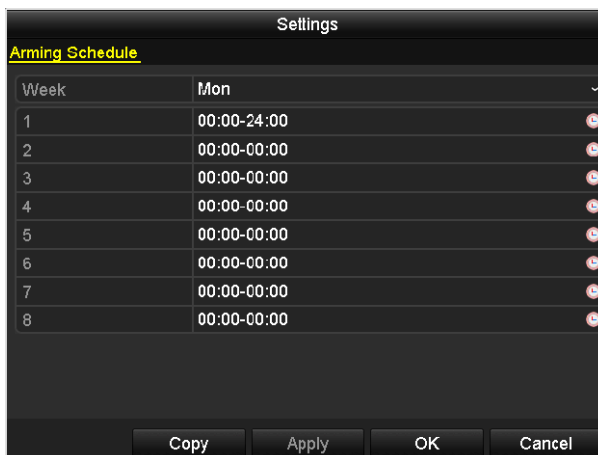 Settings
Arming Schedule
Week Mon
1 00:00-24:00
2 00:00-00:00
3 00:00-00:00
4 00:00-00:00
5 00:00-00:00
6 00:00-00:00
7 00:00-00:00
8 00:00-00:00
Copy Apply OK Cancel